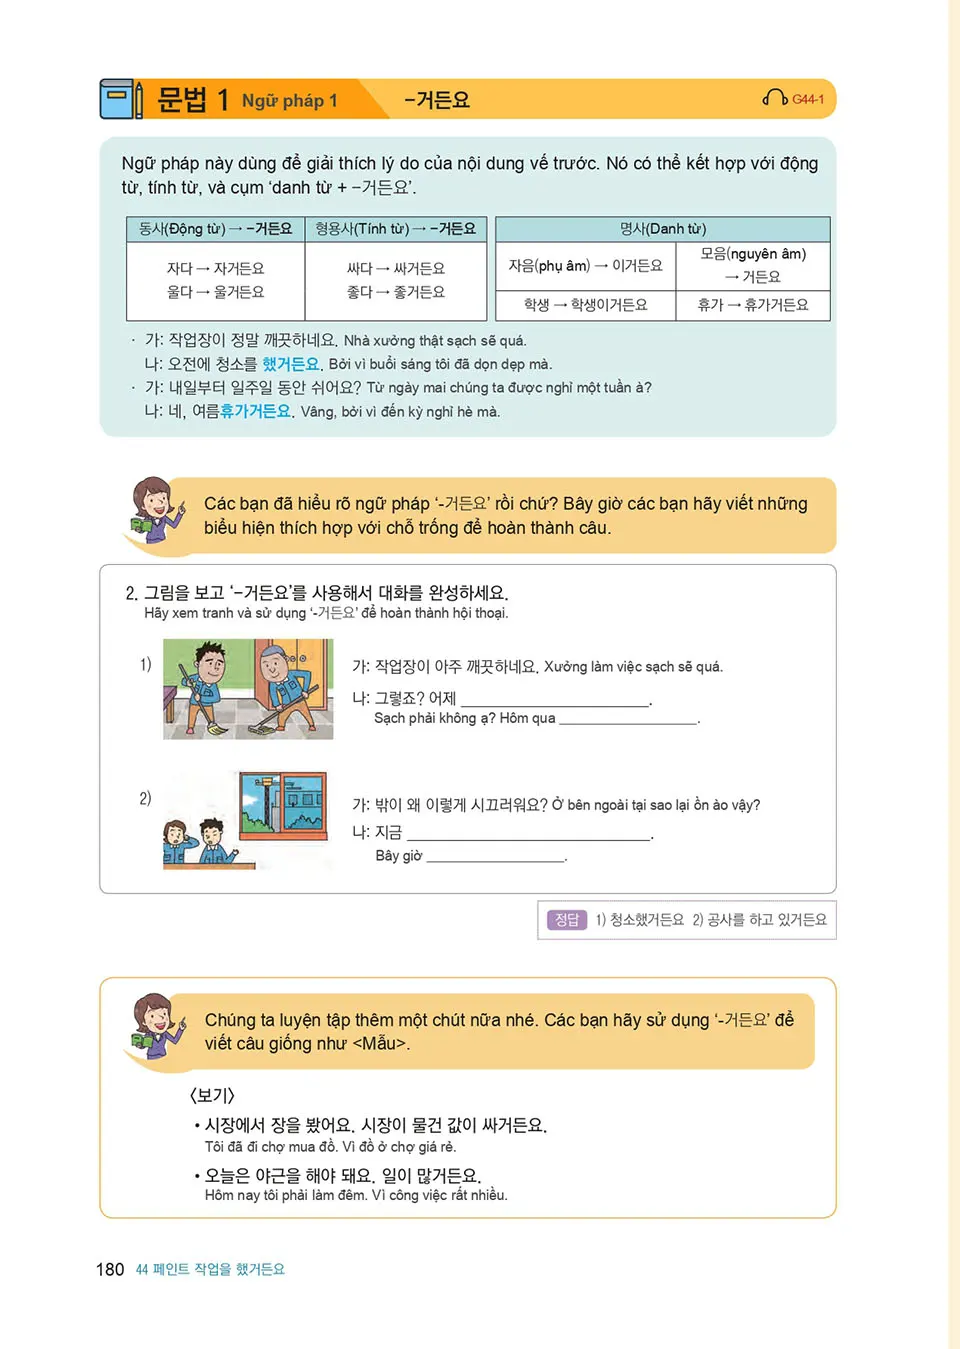 문법 1 Ngữ pháp 1 –거든요 G44-1
Ngữ pháp này dùng để giải thích lý do của nội dung vế trước. Nó có thể kết hợp với động
từ, tính từ, và cụm ‘danh từ + –거든요’.
동사(Động từ) → –거든요 형용사(Tính từ) → –거든요 명사(Danh từ)
자다 → 자거든요 싸다 → 싸거든요 자음(phụ âm) → 이거든요 모음(nguyên âm)
→ 거든요
울다 → 울거든요 좋다 → 좋거든요
학생 → 학생이거든요 휴가 → 휴가거든요
· 가: 작업장이 정말 깨끗하네요. Nhà xưởng thật sạch sẽ quá.
나: 오전에 청소를 했거든요. Bởi vì buổi sáng tôi đã dọn dẹp mà.
· 가: 내일부터 일주일 동안 쉬어요? Từ ngày mai chúng ta được nghỉ một tuần à?
나: 네, 여름휴가거든요. Vâng, bởi vì đến kỳ nghỉ hè mà.
Các bạn đã hiểu rõ ngữ pháp ‘-거든요’ rồi chứ? Bây giờ các bạn hãy viết những
biểu hiện thích hợp với chỗ trống để hoàn thành câu.
2. 그림을 보고 ‘–거든요’를 사용해서 대화를 완성하세요.
Hãy xem tranh và sử dụng ‘-거든요’ để hoàn thành hội thoại.
1)
가: 작업장이 아주 깨끗하네요. Xưởng làm việc sạch sẽ quá.
나: 그렇죠? 어제 ____________________.
Sạch phải không ạ? Hôm qua ____________________.
2)
가: 밖이 왜 이렇게 시끄러워요? Ở bên ngoài tại sao lại ồn ào vậy?
나: 지금 ____________________.
Bây giờ ____________________.
정답 1) 청소했거든요 2) 공사를 하고 있거든요
Chúng ta luyện tập thêm một chút nữa nhé. Các bạn hãy sử dụng ‘-거든요’ để
viết câu giống như <Mẫu>.
〈보기〉
• 시장에서 장을 봤어요. 시장이 물건 값이 싸거든요.
Tôi đã đi chợ mua đồ. Vì đồ ở chợ giá rẻ.
• 오늘은 야근을 해야 돼요. 일이 많거든요.
Hôm nay tôi phải làm đêm. Vì công việc rất nhiều.
180 44 페인트 작업을 했거든요